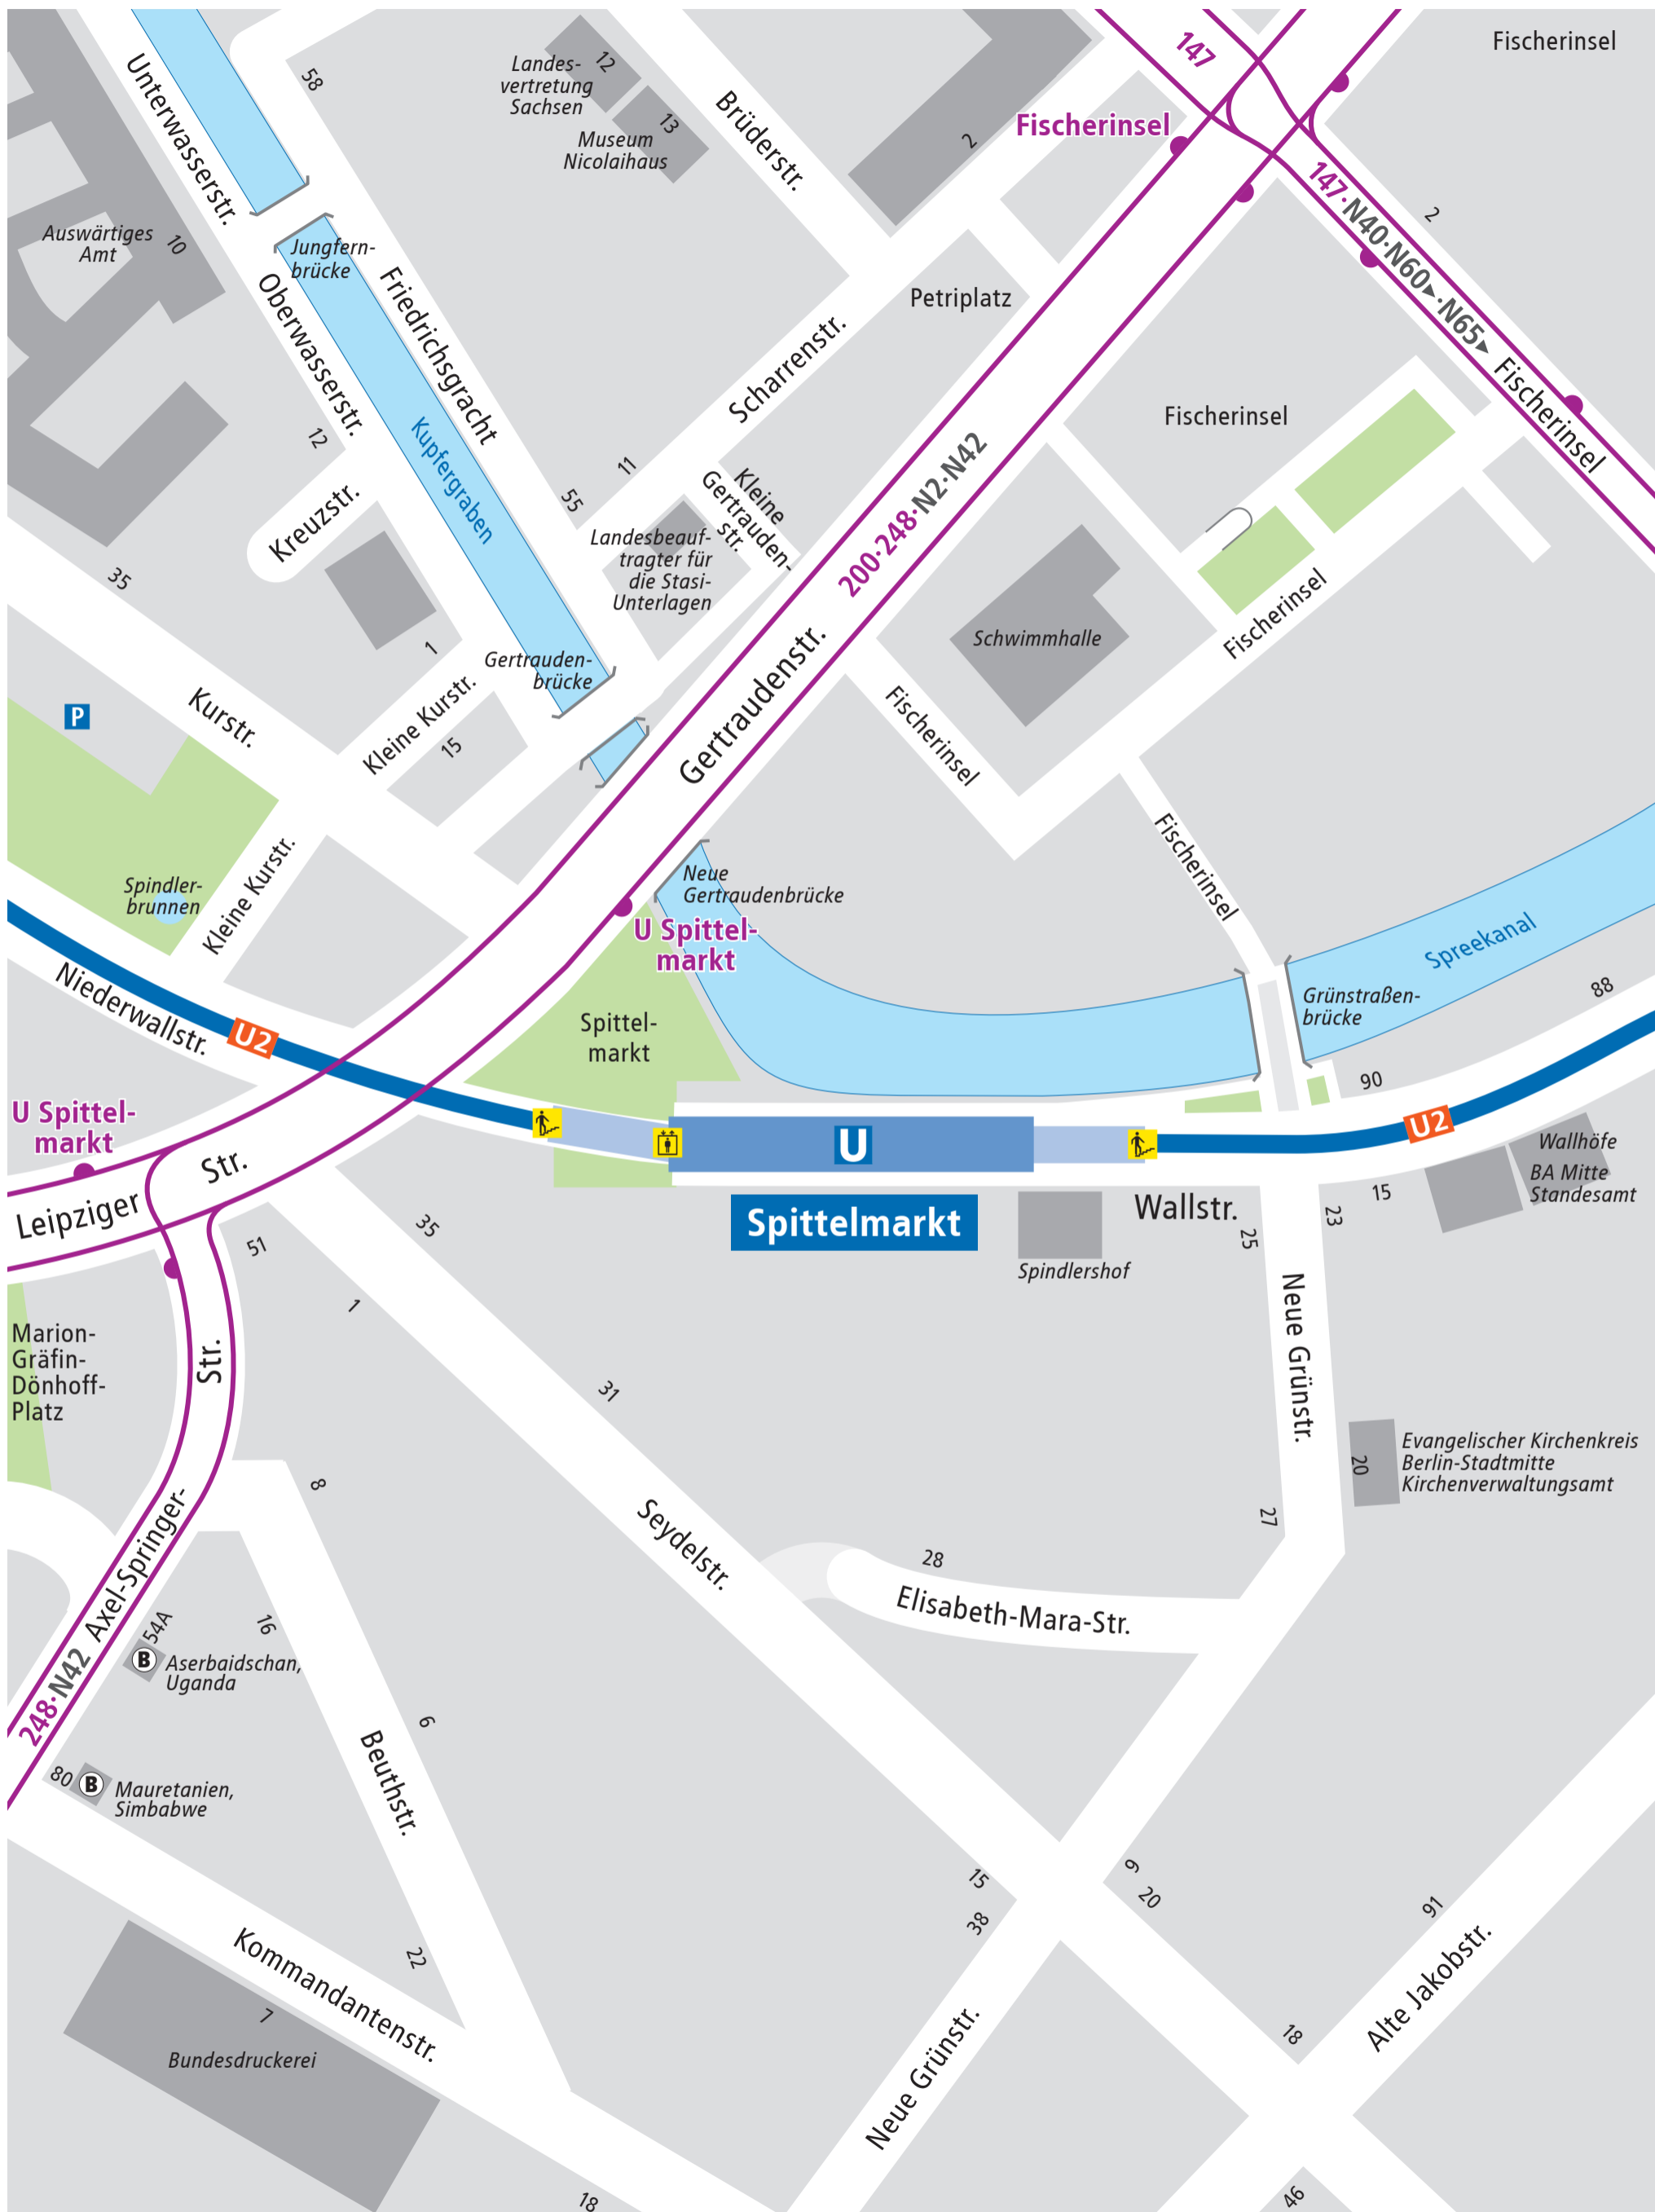 Fischerinsel
147
Unterwasserstr.
58
Landes-
vertretung
Sachsen
12
13
Museum
Nicolaihaus
Brüderstr.
2
Fischerinsel
147·N40·N60▸·N65▸
Fischerinsel
2
Auswärtiges
Amt
10
Jungfern-
brücke
Oberwasserstr.
Friedrichsgracht
Kupfergraben
Petriplatz
Scharrenstr.
Fischerinsel
12
11
55
Kreuzstr.
Kleine
Gertrauden-
str.
200·248·N2·N42
Landesbeauf-
tragter für
die Stasi-
Unterlagen
35
1
Schwimmhalle
Fischerinsel
Gertrauden-
brücke
Gertraudenstr.
Fischerinsel
P
Kurstr.
Kleine Kurstr.
15
Fischerinsel
Spindler-
brunnen
Kleine Kurstr.
Neue
Gertraudenbrücke
U Spittel-
markt
Spreekanal
Niederwallstr.
U2
Spittel-
markt
Grünstraßen-
brücke
88
90
U Spittel-
markt
U
U2
Wallhöfe
BA Mitte
Standesamt
Leipziger
Str.
Spittelmarkt
Wallstr.
15
23
25
35
51
Spindlershof
1
Marion-
Gräfin-
Dönhoff-
Platz
Str.
Neue Grünstr.
31
Evangelischer Kirchenkreis
Berlin-Stadtmitte
Kirchenverwaltungsamt
20
8
27
Seydelstr.
28
Elisabeth-Mara-Str.
248·N42
Axel-Springer-
54A
16
B
Aserbaidschan,
Uganda
6
Beuthstr.
80
B
Mauretanien,
Simbabwe
15
38
9
20
91
22
Kommandantenstr.
7
Bundesdruckerei
Neue Grünstr.
18
Alte Jakobstr.
18
46